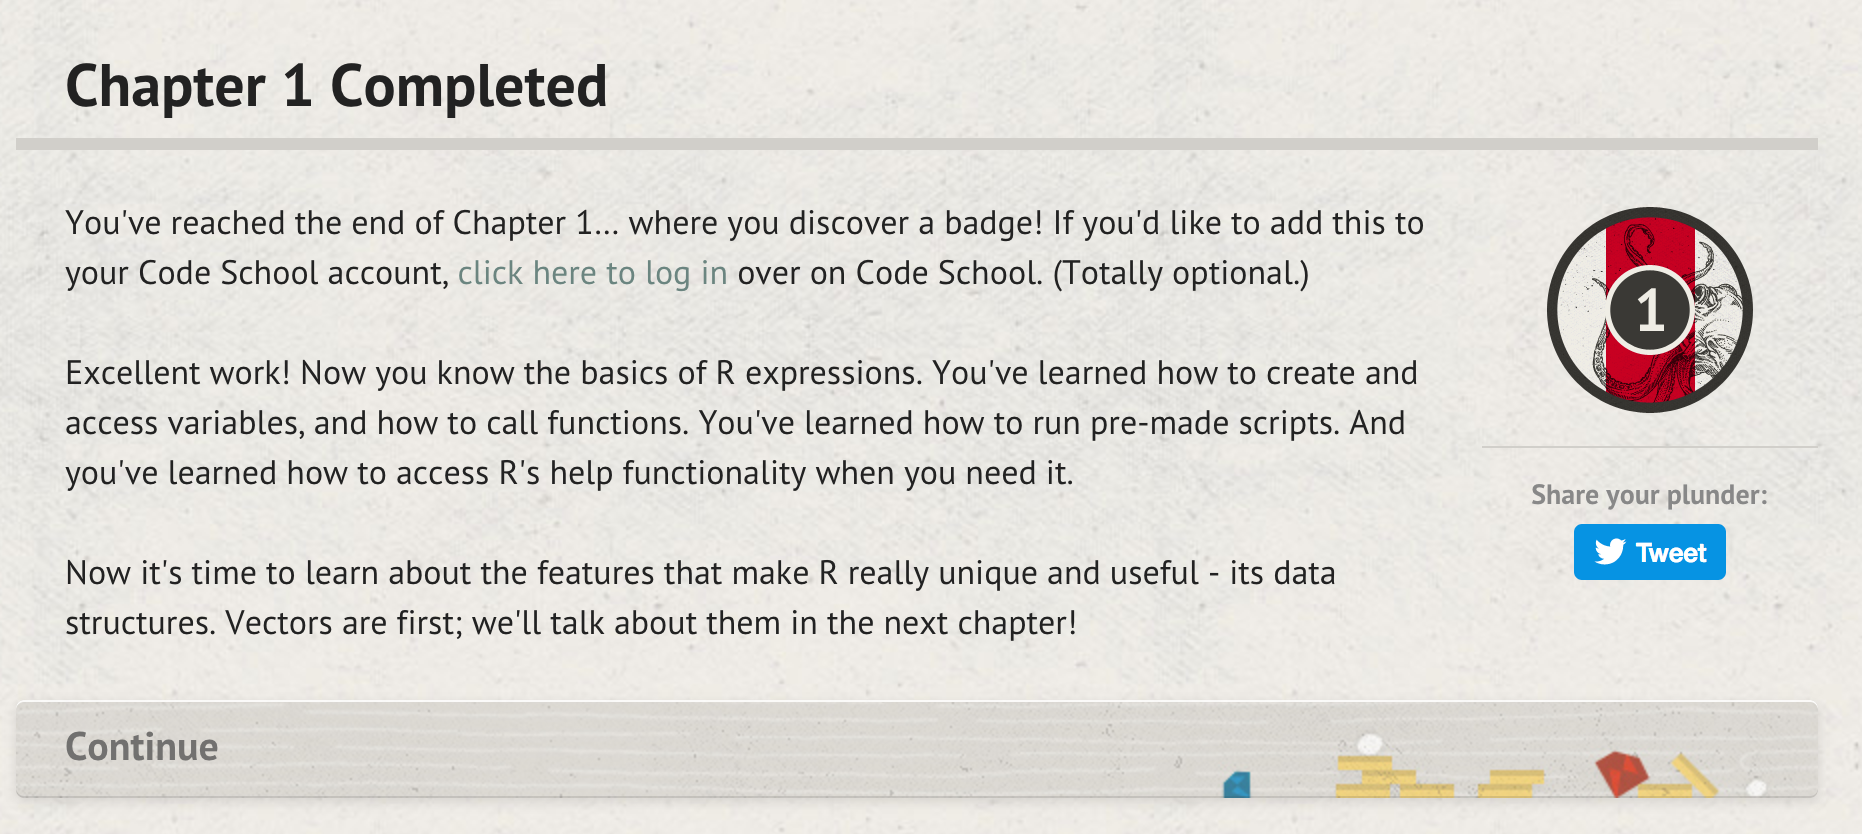 Chapter 1 Completed
You've reached the end of Chapter 1... where you discover a badge! If you'd like to add this to
your Code School account, click here to log in over on Code School. (Totally optional.)
Excellent work! Now you know the basics of R expressions. You've learned how to create and
access variables, and how to call functions. You've learned how to run pre-made scripts. And
you've learned how to access R's help functionality when you need it.
Now it's time to learn about the features that make R really unique and useful - its data
structures. Vectors are first; we'll talk about them in the next chapter!
1
Share your plunder:
Tweet
Continue